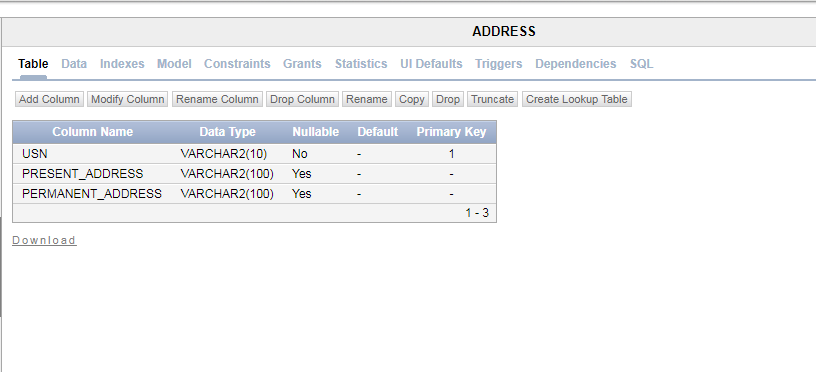 ADDRESS
Table Data Indexes Model Constraints Grants Statistics UI Defaults Triggers Dependencies SQL
Add Column Modify Column Rename Column Drop Column Rename Copy Drop Truncate Create Lookup Table
Column Name Data Type Nullable Default Primary Key
USN VARCHAR2(10) No - 1
PRESENT_ADDRESS VARCHAR2(100) Yes - -
PERMANENT_ADDRESS VARCHAR2(100) Yes - -
1 - 3
Download